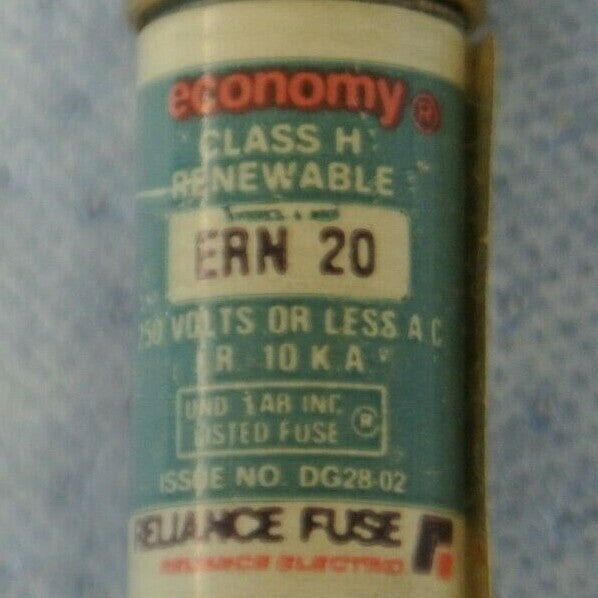 economy®
CLASS H
RENEWABLE
ERN 20
250 VOLTS OR LESS A.C.
I.R. 10 K.A.
UND. LAB INC.
LISTED FUSE ®
ISSUE NO. DG28-02
RELIANCE FUSE
RELIANCE ELECTRIC